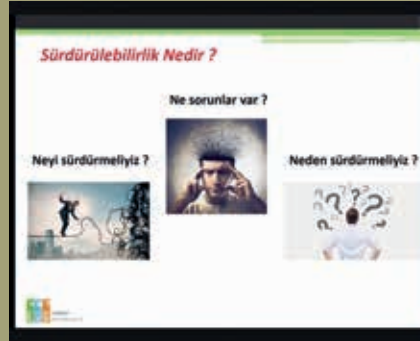 Sürdürülebilirlik Nedir ?
Ne sorunlar var ?
Neyi sürdürmeliyiz ?
Neden sürdürmeliyiz ?